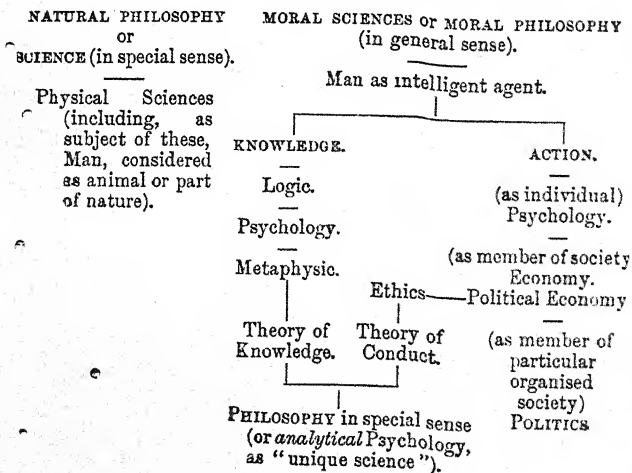 NATURAL PHILOSOPHY
or
SCIENCE (in special sense).
Physical Sciences
(including, as
subject of these,
Man, considered
as animal or part
of nature).
MORAL SCIENCES or MORAL PHILOSOPHY
(in general sense).
Man as intelligent agent.
KNOWLEDGE.
Logic.
Psychology.
Metaphysic.
Theory of
Knowledge.
Ethics
Theory of
Conduct.
ACTION.
(as individual)
Psychology.
(as member of society
Economy.
Political Economy
(as member of
particular
organised
society)
POLITICS
PHILOSOPHY in special sense
(or analytical Psychology,
as "unique science").